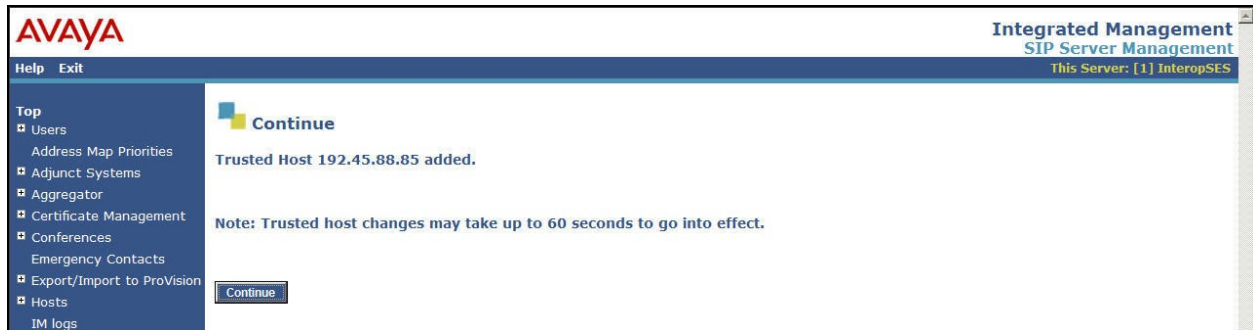 AVAYA
Integrated Management
SIP Server Management
Help Exit
This Server: [1] InteropSES
Top
Users
Address Map Priorities
Adjunct Systems
Aggregator
Certificate Management
Conferences
Emergency Contacts
Export/Import to ProVision
Hosts
IM logs
Continue
Trusted Host 192.45.88.85 added.
Note: Trusted host changes may take up to 60 seconds to go into effect.
Continue